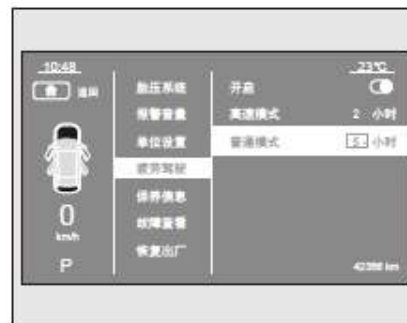 10:48
23℃
返回
胎压系统
报警音量
单位设置
疲劳驾驶
保养信息
故障查看
恢复出厂
开启
高速模式 2 小时
普通模式 5 小时
0
km/h
P
km